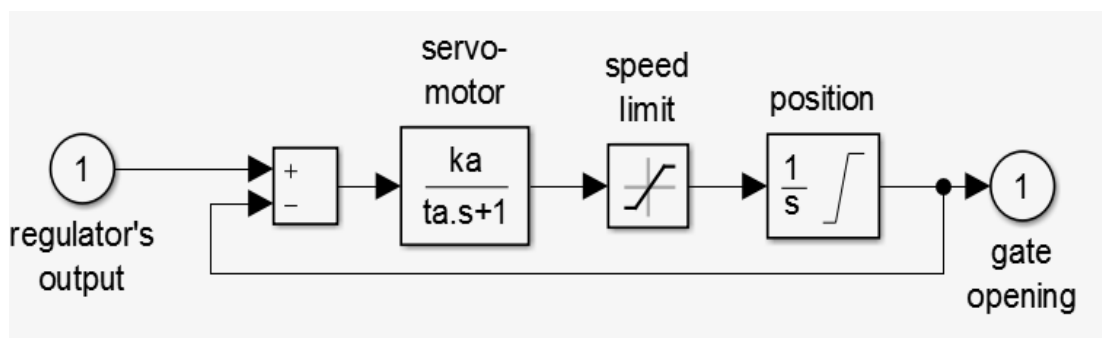 servo-
motor
speed
limit
position
1
+
−
ka
ta.s+1
1
s
1
regulator's
output
gate
opening